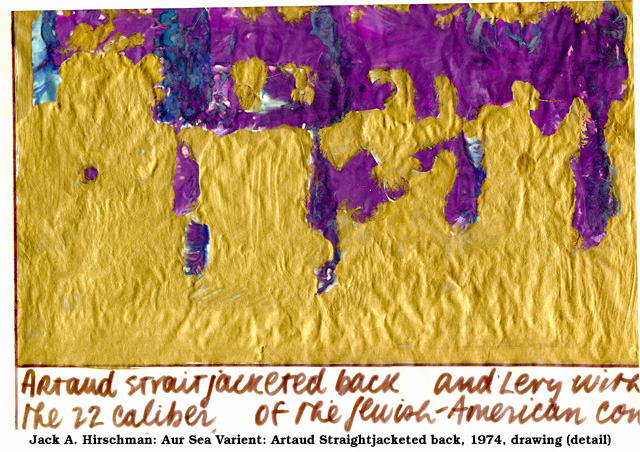 Artaud straitjacketed back and Levy with
the 22 caliber of the Jewish-American con
Jack A. Hirschman: Aur Sea Varient: Artaud Straightjacketed back, 1974, drawing (detail)